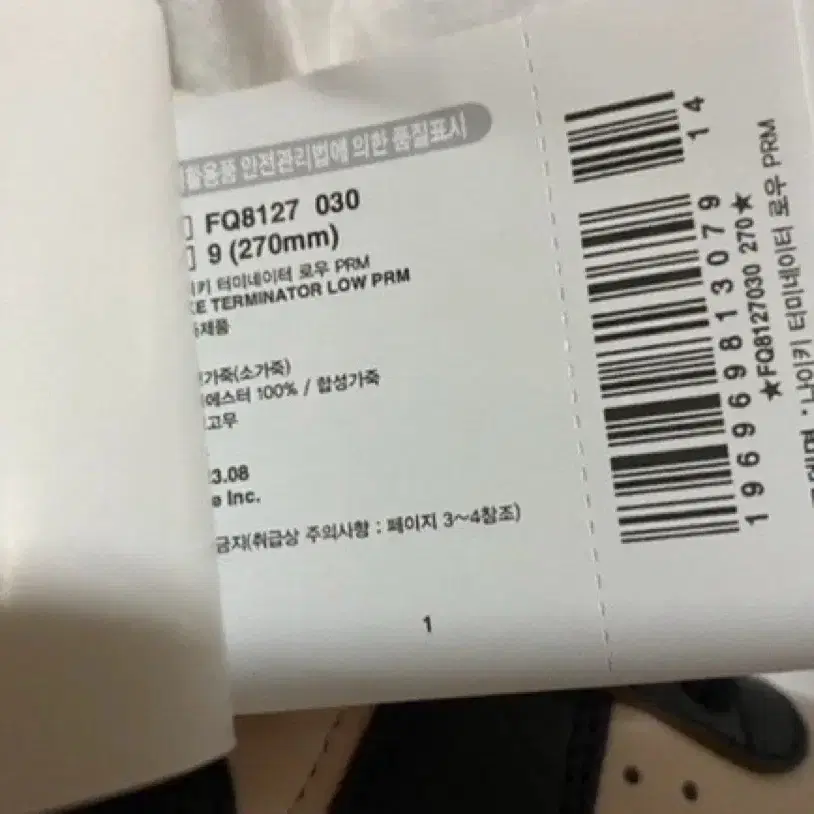 활용품 안전관리법에 의한 품질표시
FQ8127 030
9 (270mm)
키 터미네이터 로우 PRM
KE TERMINATOR LOW PRM
제품
가죽(소가죽)
에스터 100% / 합성가죽
고무
3.08
e Inc.
금지(취급상 주의사항 : 페이지 3~4참조)
1
14
196969813079
★FQ8127030 270★
나이키 터미네이터 로우 PRM